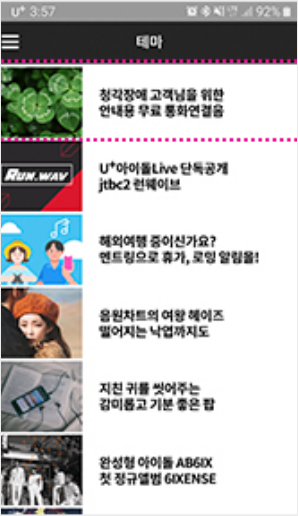 U+ 3:57
92%
테마
청각장애 고객님을 위한
안내용 무료 통화연결음
RUN.WAV
U+아이돌Live 단독공개
jtbc2 런웨이브
해외여행 중이신가요?
멘트링으로 휴가, 로밍 알림을!
음원차트의 여왕 헤이즈
떨어지는 낙엽까지도
지친 귀를 씻어주는
감미롭고 기분 좋은 팝
완성형 아이돌 AB6IX
첫 정규앨범 6IXENSE